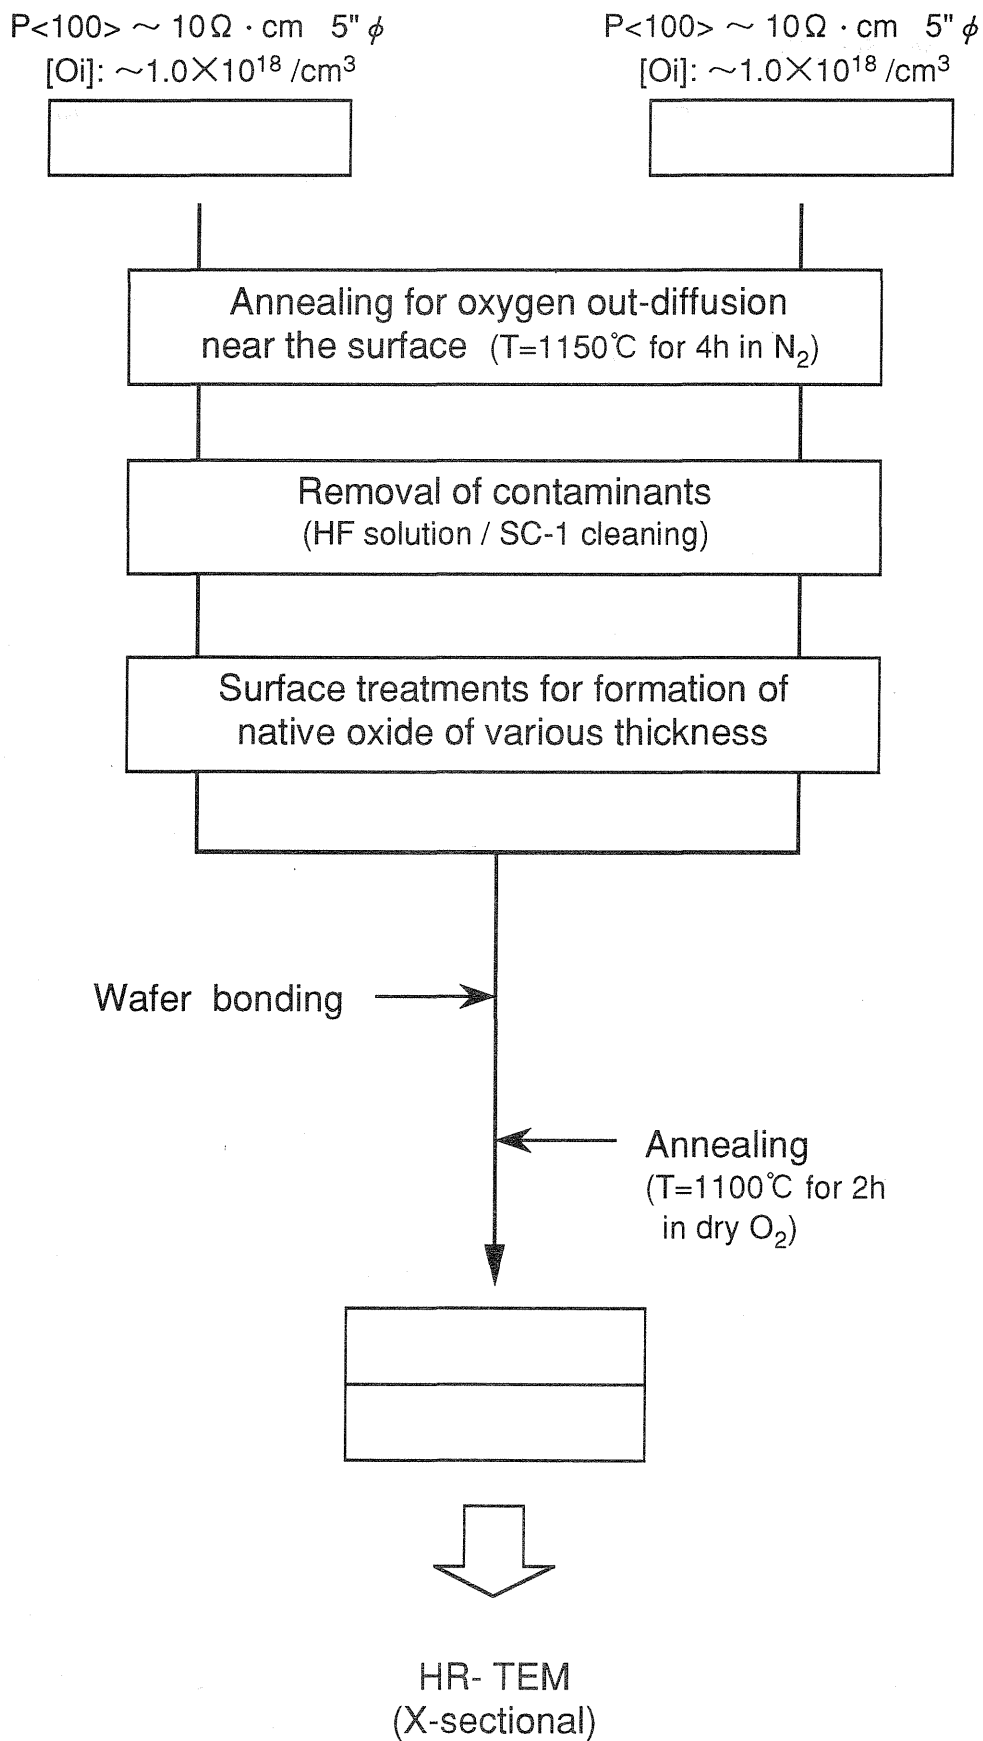 P<100> ～ 10Ω · cm 5" ϕ
[Oi]: ～1.0×10¹⁸ /cm³
P<100> ～ 10Ω · cm 5" ϕ
[Oi]: ～1.0×10¹⁸ /cm³
Annealing for oxygen out-diffusion
near the surface (T=1150℃ for 4h in N₂)
Removal of contaminants
(HF solution / SC-1 cleaning)
Surface treatments for formation of
native oxide of various thickness
Wafer bonding
Annealing
(T=1100℃ for 2h
in dry O₂)
HR- TEM
(X-sectional)